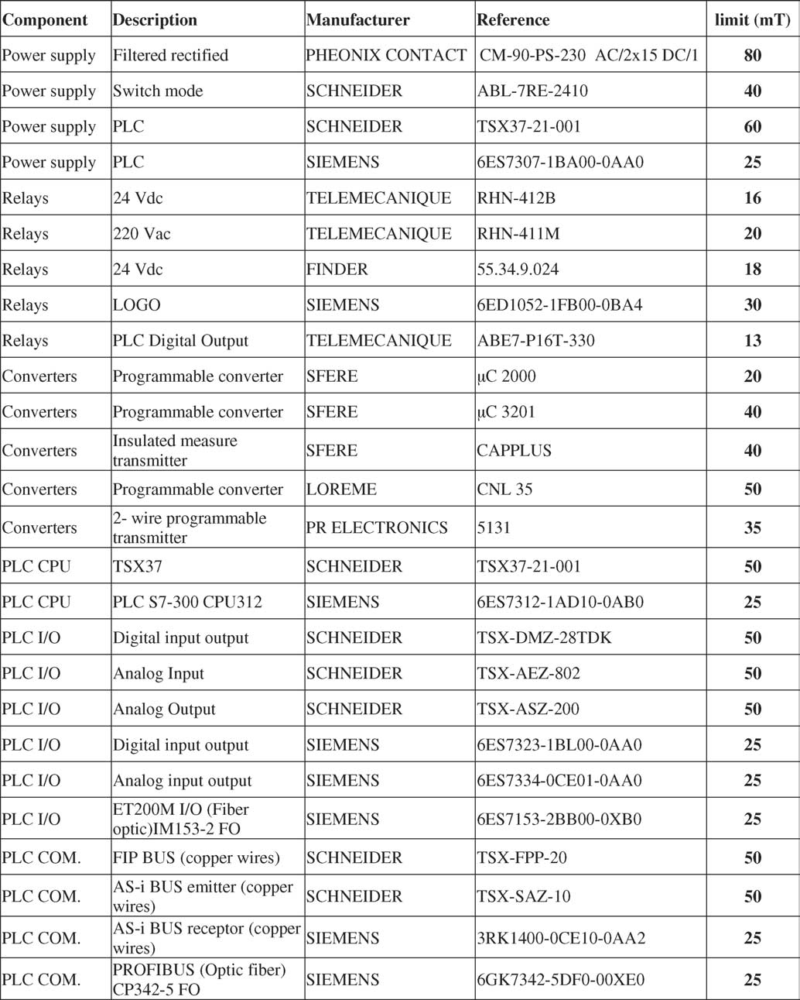 Component Description Manufacturer Reference limit (mT)
Power supply Filtered rectified PHEONIX CONTACT CM-90-PS-230 AC/2x15 DC/1 80
Power supply Switch mode SCHNEIDER ABL-7RE-2410 40
Power supply PLC SCHNEIDER TSX37-21-001 60
Power supply PLC SIEMENS 6ES7307-1BA00-0AA0 25
Relays 24 Vdc TELEMECANIQUE RHN-412B 16
Relays 220 Vac TELEMECANIQUE RHN-411M 20
Relays 24 Vdc FINDER 55.34.9.024 18
Relays LOGO SIEMENS 6ED1052-1FB00-0BA4 30
Relays PLC Digital Output TELEMECANIQUE ABE7-P16T-330 13
Converters Programmable converter SFERE µC 2000 20
Converters Programmable converter SFERE µC 3201 40
Converters Insulated measure
transmitter SFERE CAPPLUS 40
Converters Programmable converter LOREME CNL 35 50
Converters 2- wire programmable
transmitter PR ELECTRONICS 5131 35
PLC CPU TSX37 SCHNEIDER TSX37-21-001 50
PLC CPU PLC S7-300 CPU312 SIEMENS 6ES7312-1AD10-0AB0 25
PLC I/O Digital input output SCHNEIDER TSX-DMZ-28TDK 50
PLC I/O Analog Input SCHNEIDER TSX-AEZ-802 50
PLC I/O Analog Output SCHNEIDER TSX-ASZ-200 50
PLC I/O Digital input output SIEMENS 6ES7323-1BL00-0AA0 25
PLC I/O Analog input output SIEMENS 6ES7334-0CE01-0AA0 25
PLC I/O ET200M I/O (Fiber
optic)IM153-2 FO SIEMENS 6ES7153-2BB00-0XB0 25
PLC COM. FIP BUS (copper wires) SCHNEIDER TSX-FPP-20 50
PLC COM. AS-i BUS emitter (copper
wires) SCHNEIDER TSX-SAZ-10 50
PLC COM. AS-i BUS receptor (copper
wires) SIEMENS 3RK1400-0CE10-0AA2 25
PLC COM. PROFIBUS (Optic fiber)
CP342-5 FO SIEMENS 6GK7342-5DF0-00XE0 25